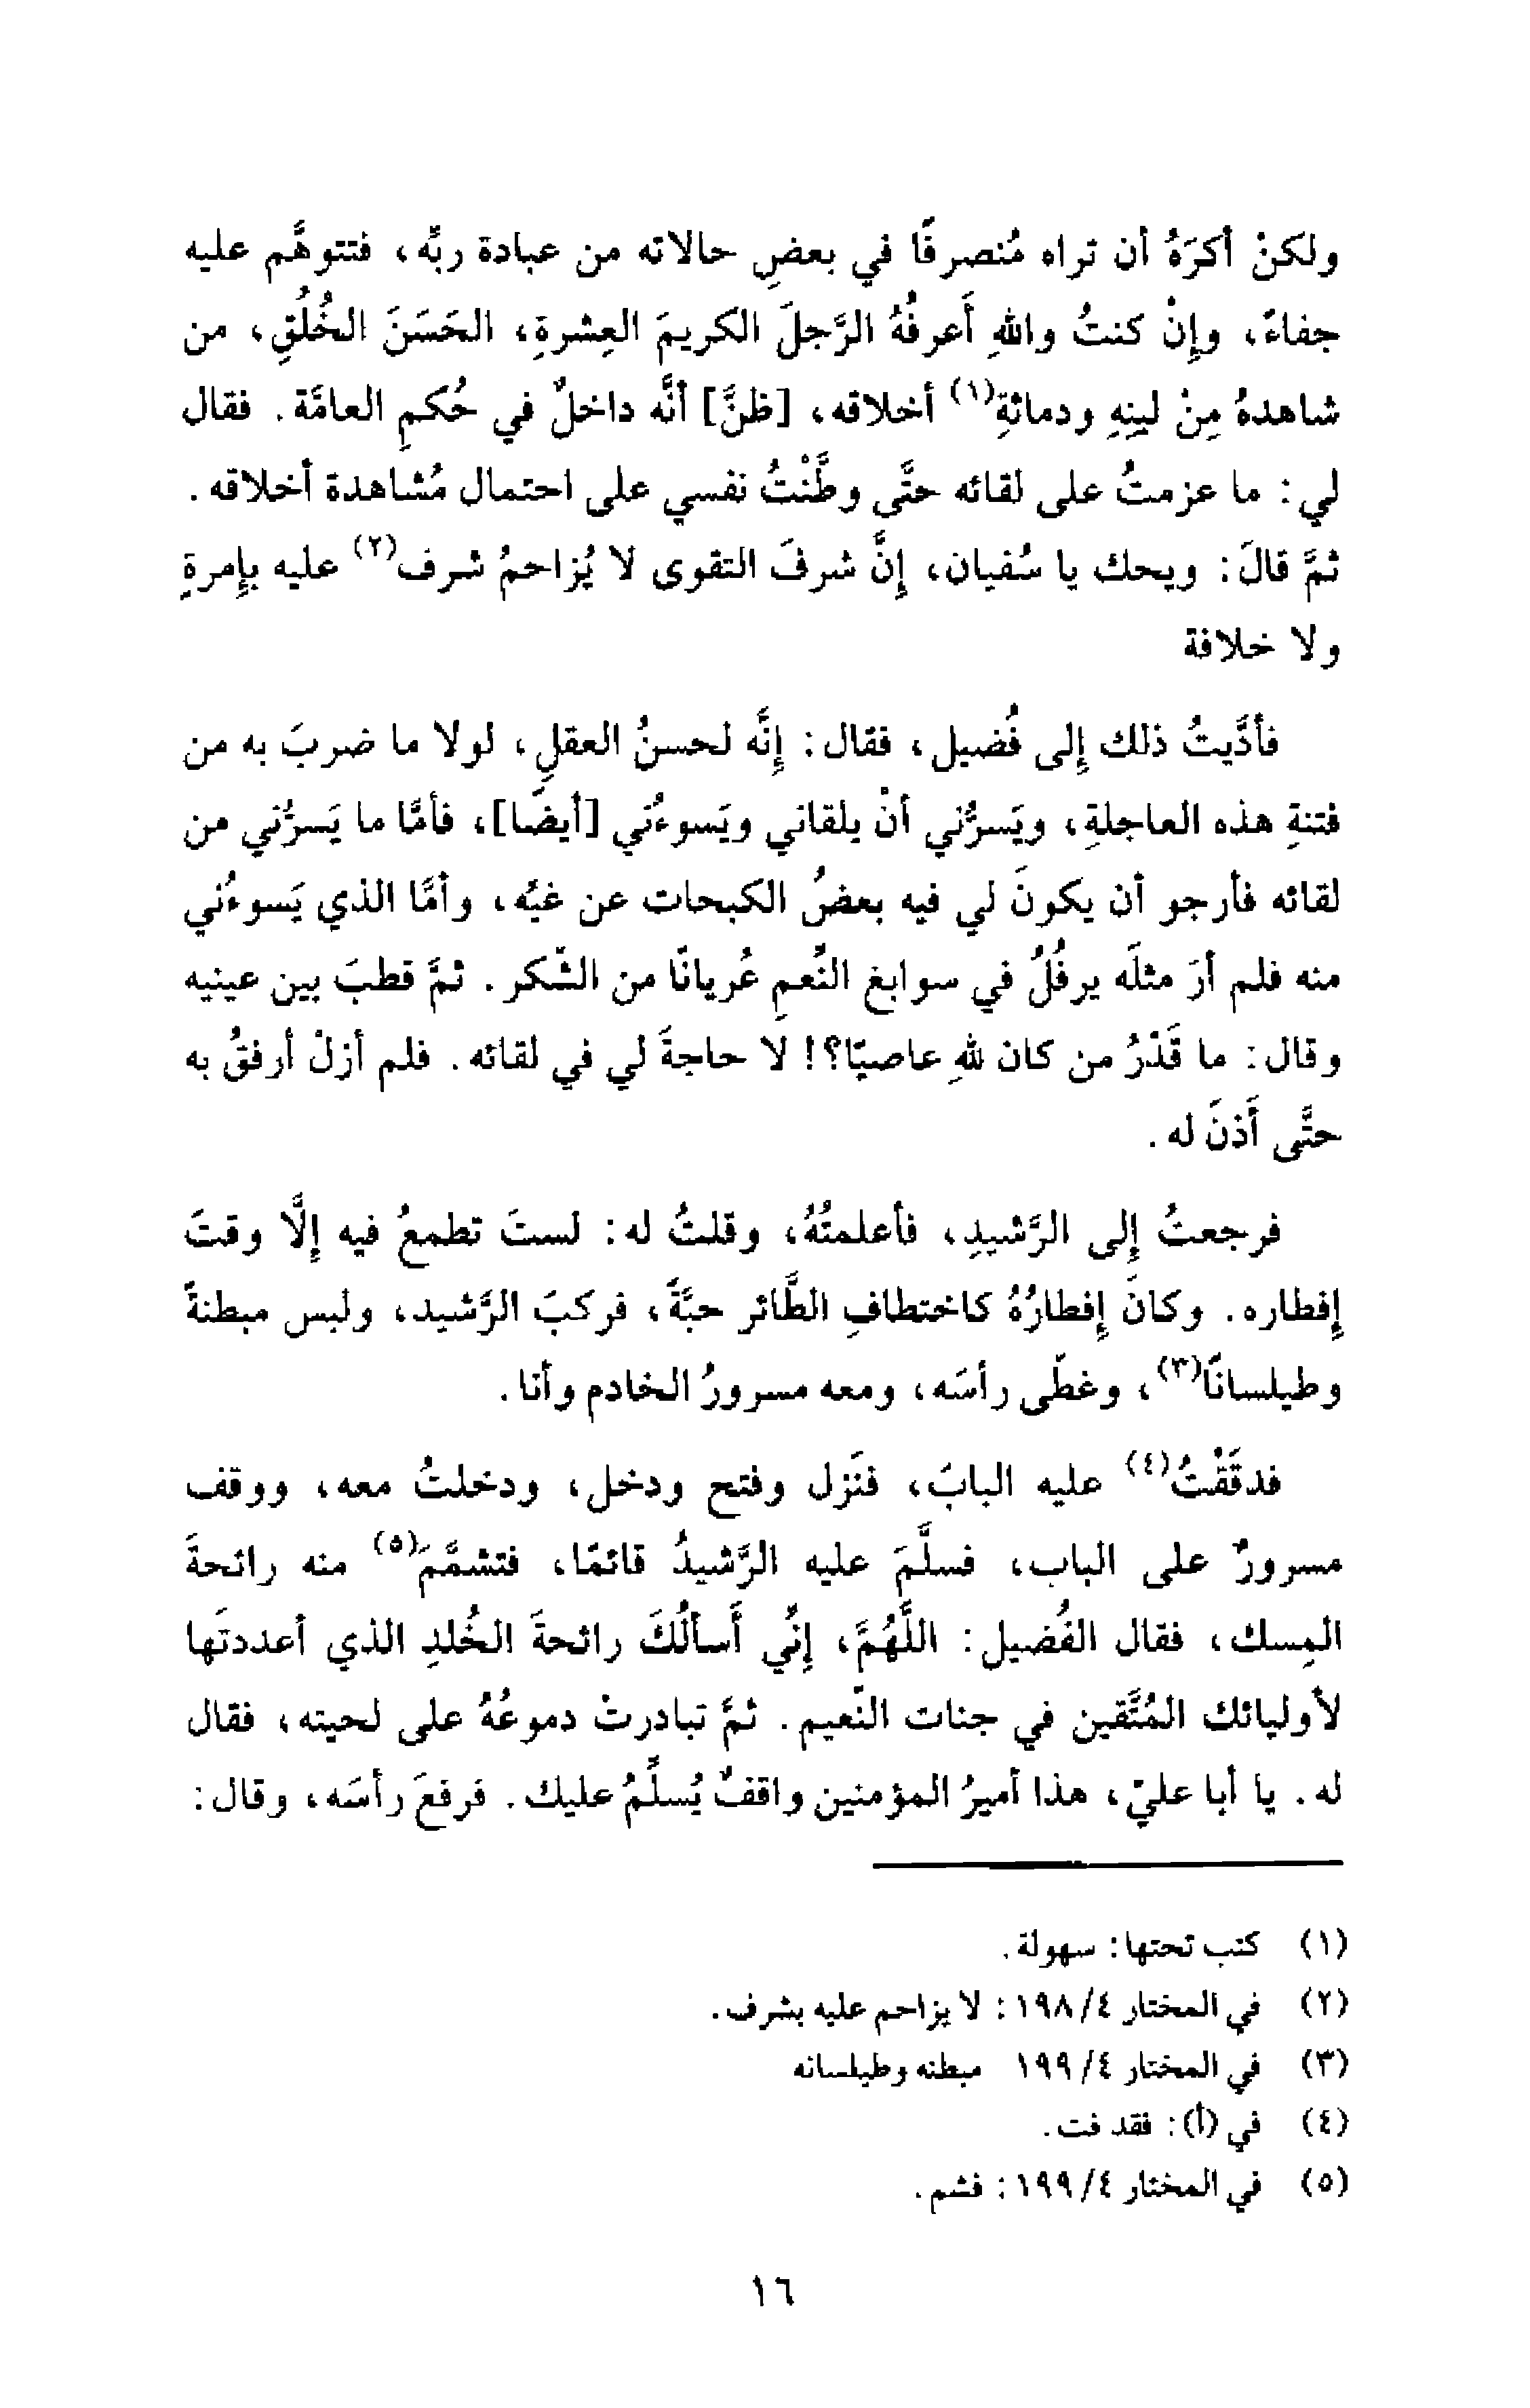 ولكنْ أكرَهُ أن تراه مُنصرفًا في بعضِ حالاته من عبادة ربِّه، فتتوهَّم عليه
جفاءً، وإِنْ كنتُ واللهِ أَعرفُهُ الرَّجلَ الكريمَ العِشرةِ، الحَسَنَ الخُلُقِ، من
شاهدهُ مِنْ لينِهِ ودماثةِ(١) أخلاقه، [ظنَّ] أنَّه داخلٌ في حُكمِ العامَّة. فقال
لي: ما عزمتُ على لقائه حتَّى وطَّنْتُ نفسي على احتمال مُشاهدة أخلاقه.
ثمَّ قالَ: ويحك يا سُفيان، إنَّ شرفَ التقوى لا يُزاحمُ شرف(٢) عليه بإمرةٍ
ولا خلافة
فأدَّيتُ ذلك إلى فُضيل، فقال: إنَّه لحسنُ العقلِ، لولا ما ضربَ به من
فتنةِ هذه العاجلةِ، ويَسرُّني أنْ يلقاني ويَسوءُني [أيضًا]، فأمَّا ما يَسرُّني من
لقائه فأرجو أن يكونَ لي فيه بعضُ الكبحات عن غيِّه، وأمَّا الذي يَسوءُني
منه فلم أرَ مثلَه يرفُلُ في سوابغ النِّعمِ عُريانًا من الشّكر. ثمَّ قطبَ بين عينيه
وقال: ما قَدْرُ من كان للهِ عاصيًا؟! لا حاجةَ لي في لقائه. فلم أزلْ أرفقُ به
حتَّى أَذنَ له.
فرجعتُ إلى الرَّشيدِ، فأعلمتُهُ، وقلتُ له: لستَ تطمعُ فيه إلَّا وقتَ
إفطاره. وكانَ إفطارُهُ كاختطافِ الطَّائر حبَّةً، فركبَ الرَّشيد، ولبس مبطنةً
وطيلسانًا(٣)، وغطّى رأسَه، ومعه مسرورُ الخادم وأنا.
فدقَقْتُ(٤) عليه البابَ، فنَزل وفتح ودخل، ودخلتُ معه، ووقف
مسرورٌ على الباب، فسلَّمَ عليه الرَّشيدُ قائمًا، فتشمَّمَ(٥) منه رائحةَ
المِسك، فقال الفُضيل: اللَّهُمَّ، إنِّي أَسألُكَ رائحةَ الخُلدِ الذي أعددتَها
لأوليائك المُتَّقين في جنات النّعيم. ثمَّ تبادرتْ دموعُهُ على لحيته، فقال
له. يا أبا عليّ، هذا أميرُ المؤمنين واقفٌ يُسلِّمُ عليك. فرفعَ رأسَه، وقال:
(١) كتب تحتها: سهولة.
(٢) في المختار ٤/ ١٩٨: لا يزاحم عليه بشرف.
(٣) في المختار ٤/ ١٩٩ مبطنه وطيلسانه
(٤) في (أ): فقد فت.
(٥) في المختار ٤/ ١٩٩: فشم.
١٦